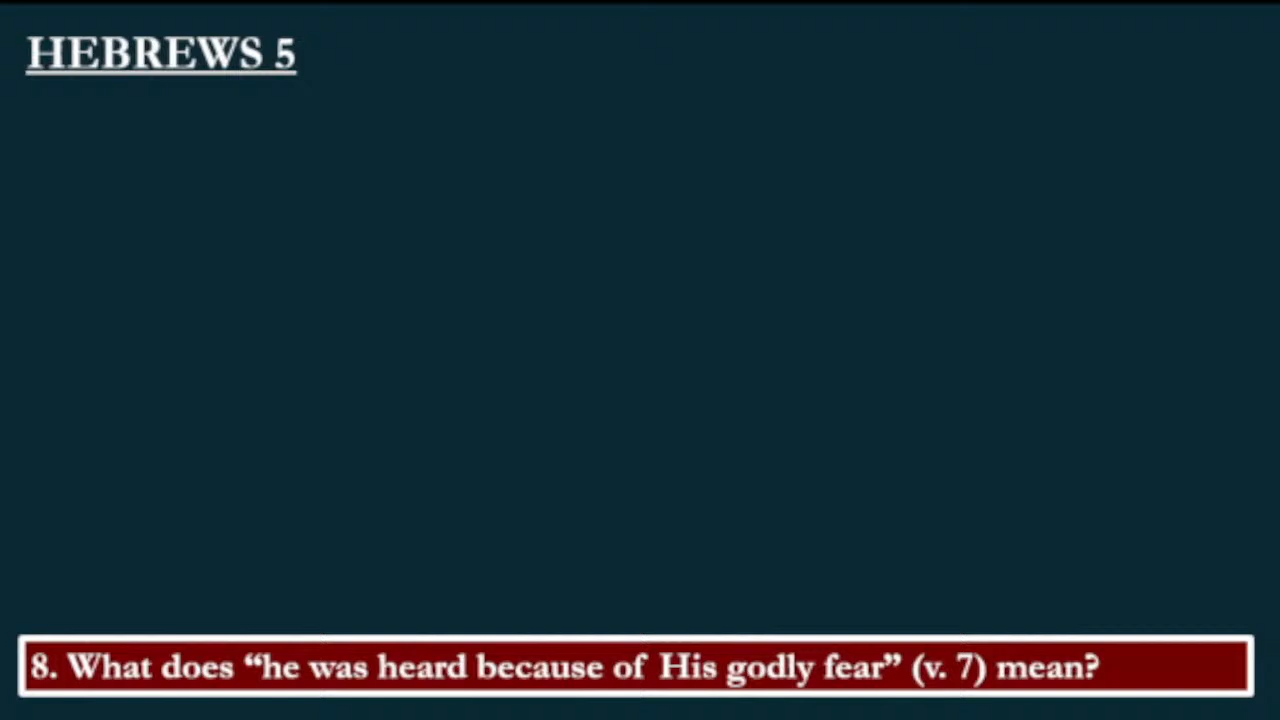 HEBREWS 5
8. What does “he was heard because of His godly fear” (v. 7) mean?